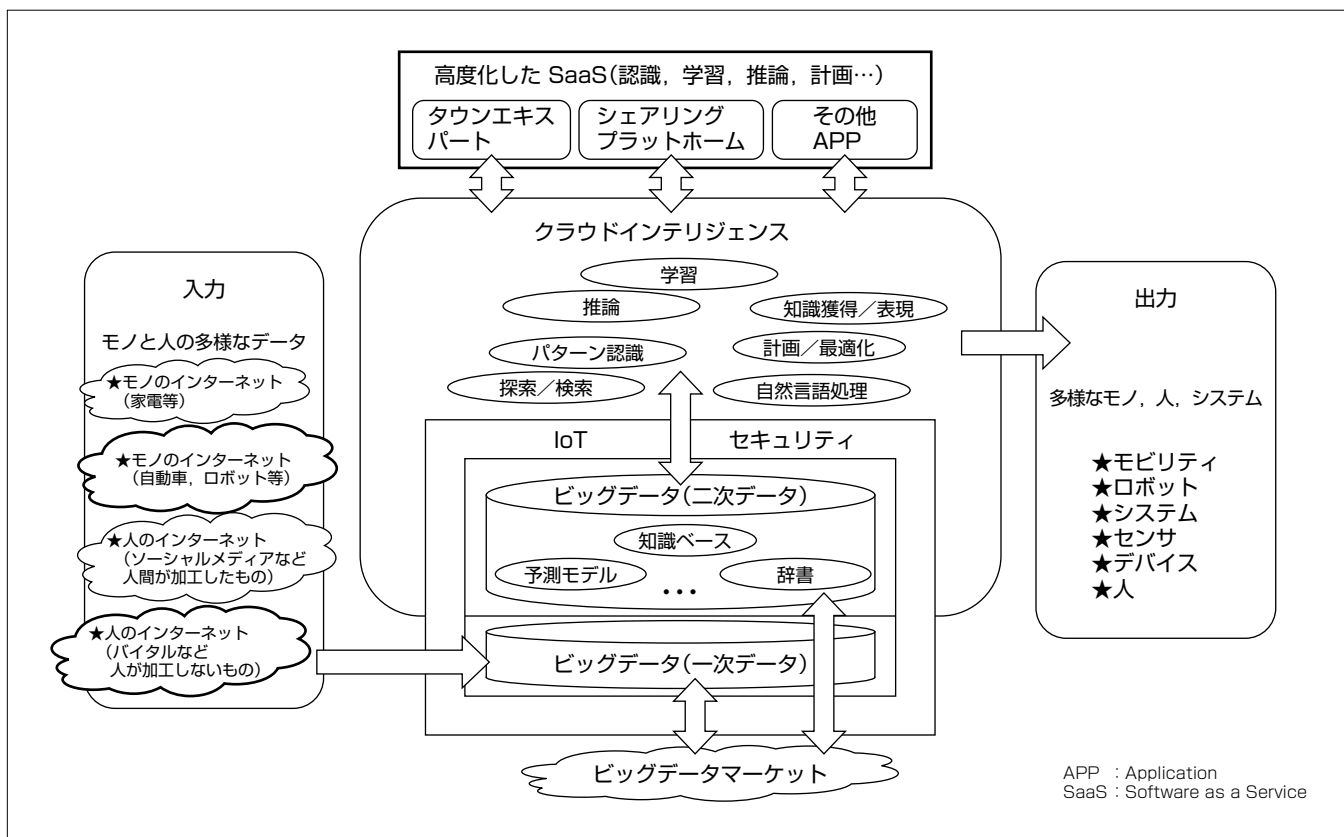 高度化した SaaS(認識，学習，推論，計画…)
タウンエキス
パート
シェアリング
プラットホーム
その他
APP
クラウドインテリジェンス
学習
推論
知識獲得／表現
パターン認識
計画／最適化
探索／検索
自然言語処理
入力
モノと人の多様なデータ
★モノのインターネット
(家電等)
★モノのインターネット
(自動車，ロボット等)
★人のインターネット
(ソーシャルメディアなど
人間が加工したもの)
★人のインターネット
(バイタルなど
人が加工しないもの)
IoT
セキュリティ
ビッグデータ(二次データ)
知識ベース
予測モデル
…
辞書
ビッグデータ(一次データ)
ビッグデータマーケット
出力
多様なモノ，人，システム
★モビリティ
★ロボット
★システム
★センサ
★デバイス
★人
APP : Application
SaaS : Software as a Service